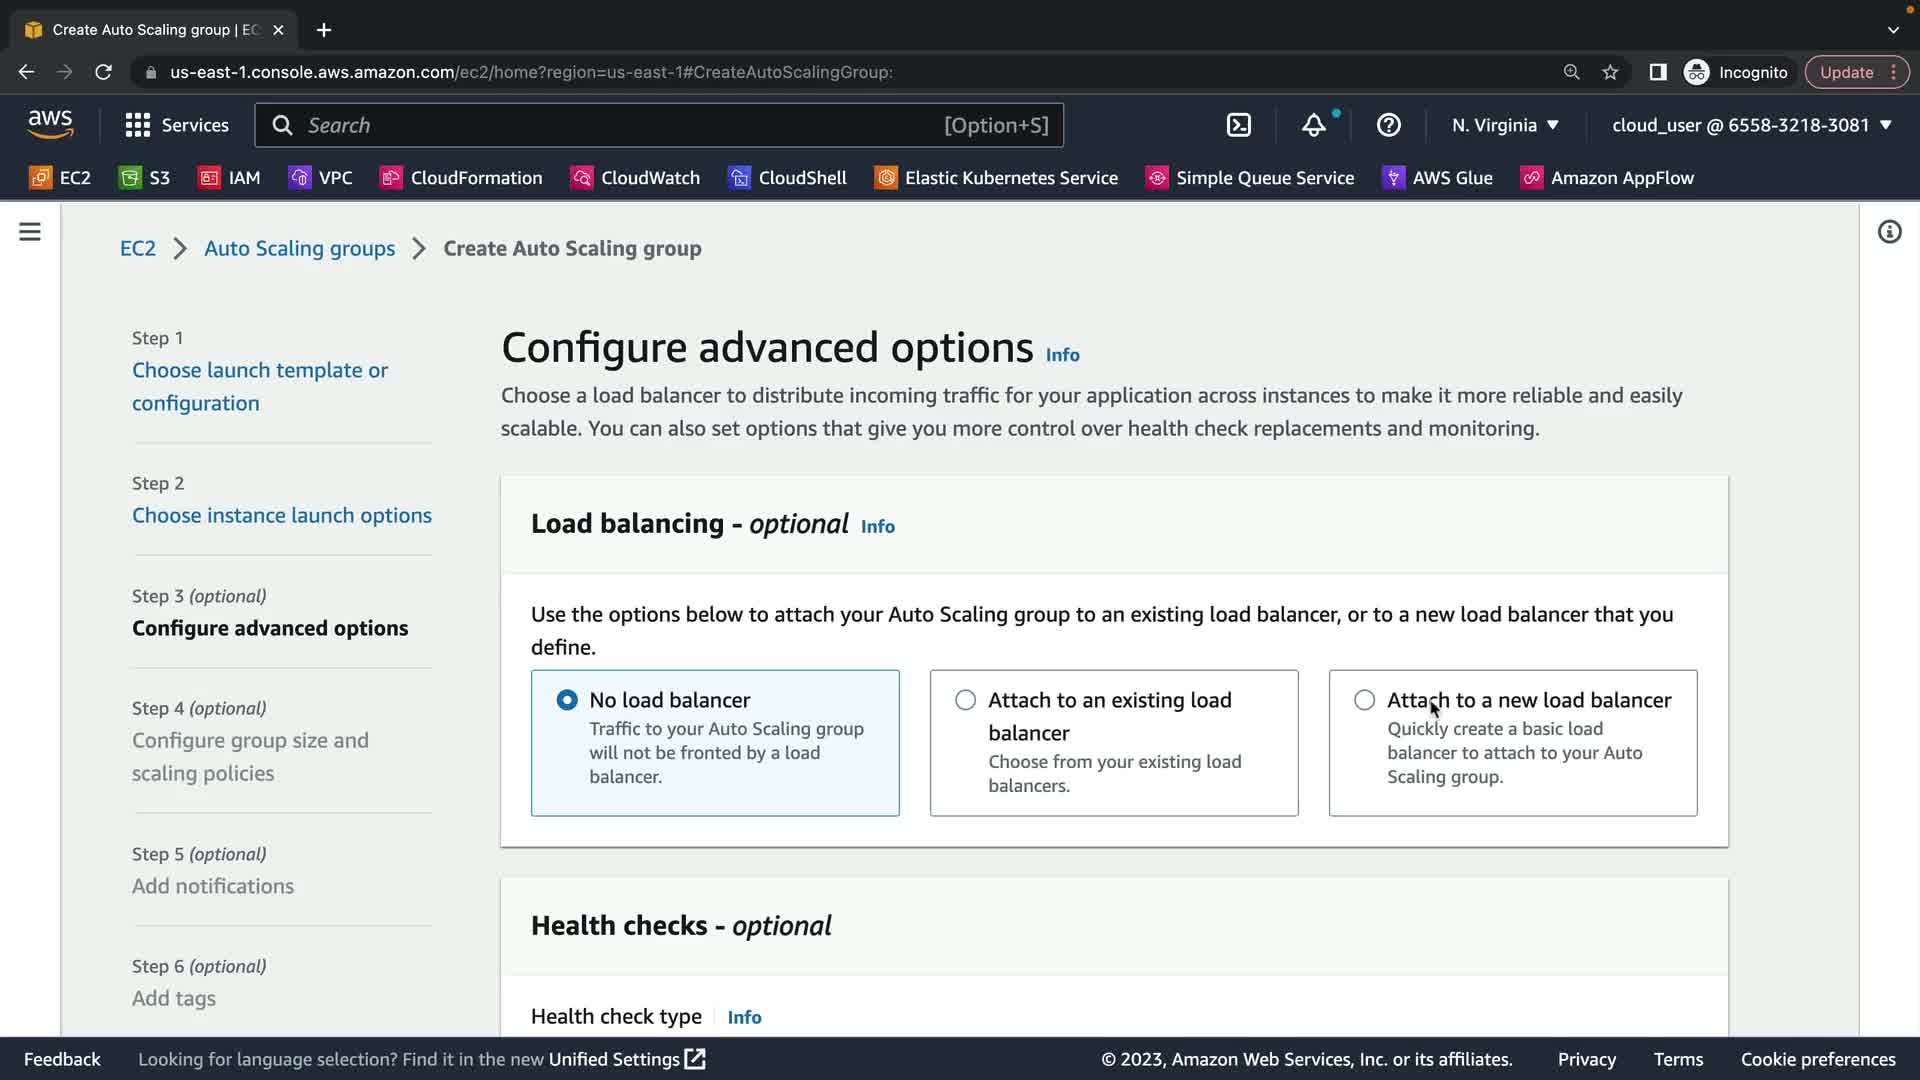 Create Auto Scaling group | EC
us-east-1.console.aws.amazon.com/ec2/home?region=us-east-1#CreateAutoScalingGroup:
Incognito
Update
aws
Services
Search
[Option+S]
N. Virginia
cloud_user @ 6558-3218-3081
EC2
S3
IAM
VPC
CloudFormation
CloudWatch
CloudShell
Elastic Kubernetes Service
Simple Queue Service
AWS Glue
Amazon AppFlow
EC2 > Auto Scaling groups > Create Auto Scaling group
Step 1
Choose launch template or
configuration
Step 2
Choose instance launch options
Step 3 (optional)
Configure advanced options
Step 4 (optional)
Configure group size and
scaling policies
Step 5 (optional)
Add notifications
Step 6 (optional)
Add tags
Configure advanced options Info
Choose a load balancer to distribute incoming traffic for your application across instances to make it more reliable and easily
scalable. You can also set options that give you more control over health check replacements and monitoring.
Load balancing - optional Info
Use the options below to attach your Auto Scaling group to an existing load balancer, or to a new load balancer that you
define.
No load balancer
Traffic to your Auto Scaling group
will not be fronted by a load
balancer.
Attach to an existing load
balancer
Choose from your existing load
balancers.
Attach to a new load balancer
Quickly create a basic load
balancer to attach to your Auto
Scaling group.
Health checks - optional
Health check type Info
Feedback
Looking for language selection? Find it in the new Unified Settings
© 2023, Amazon Web Services, Inc. or its affiliates.
Privacy
Terms
Cookie preferences